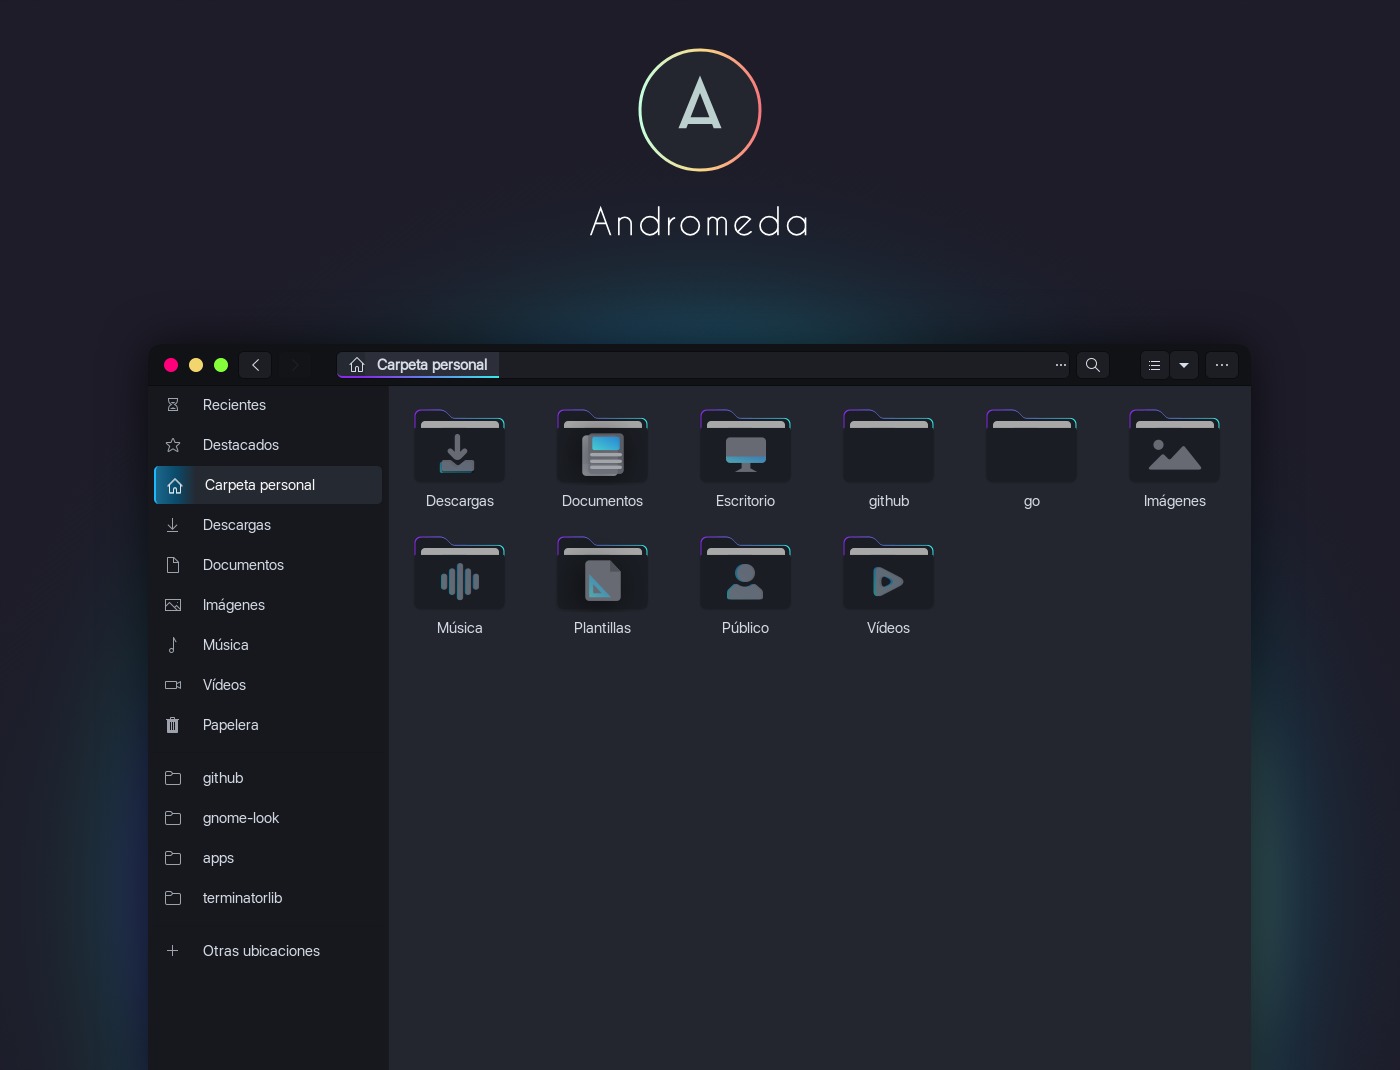 A
Andromeda
Carpeta personal
Recientes
Destacados
Carpeta personal
Descargas
Documentos
Imágenes
Música
Vídeos
Papelera
github
gnome-look
apps
terminatorlib
Otras ubicaciones
Descargas Documentos Escritorio github go Imágenes
Música Plantillas Público Vídeos